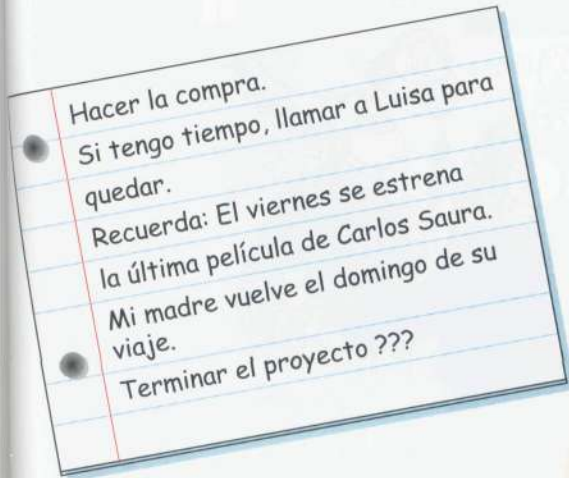 Hacer la compra.
Si tengo tiempo, llamar a Luisa para
quedar.
Recuerda: El viernes se estrena
la última película de Carlos Saura.
Mi madre vuelve el domingo de su
viaje.
Terminar el proyecto ???